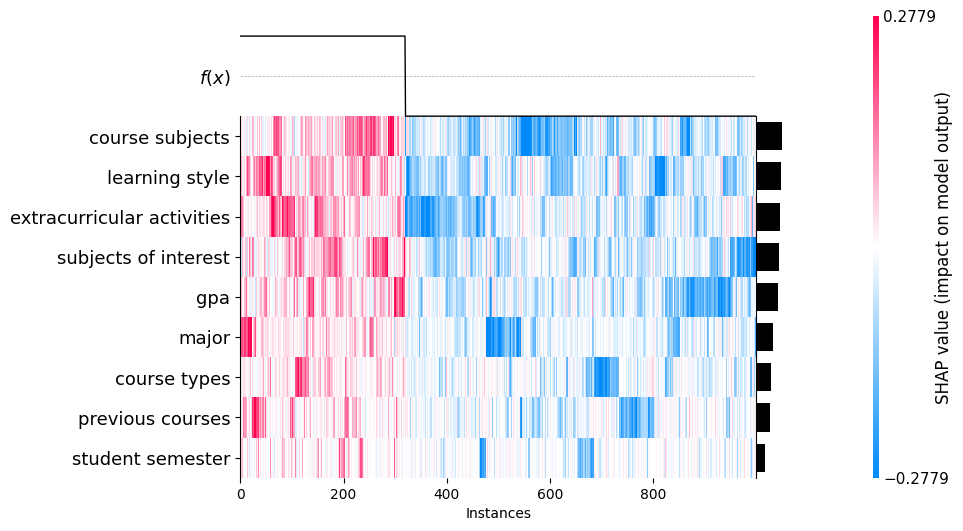 0.2779
f(x)
course subjects
learning style
extracurricular activities
subjects of interest
gpa
major
course types
previous courses
student semester
0 200 400 600 800
Instances
SHAP value (impact on model output)
−0.2779